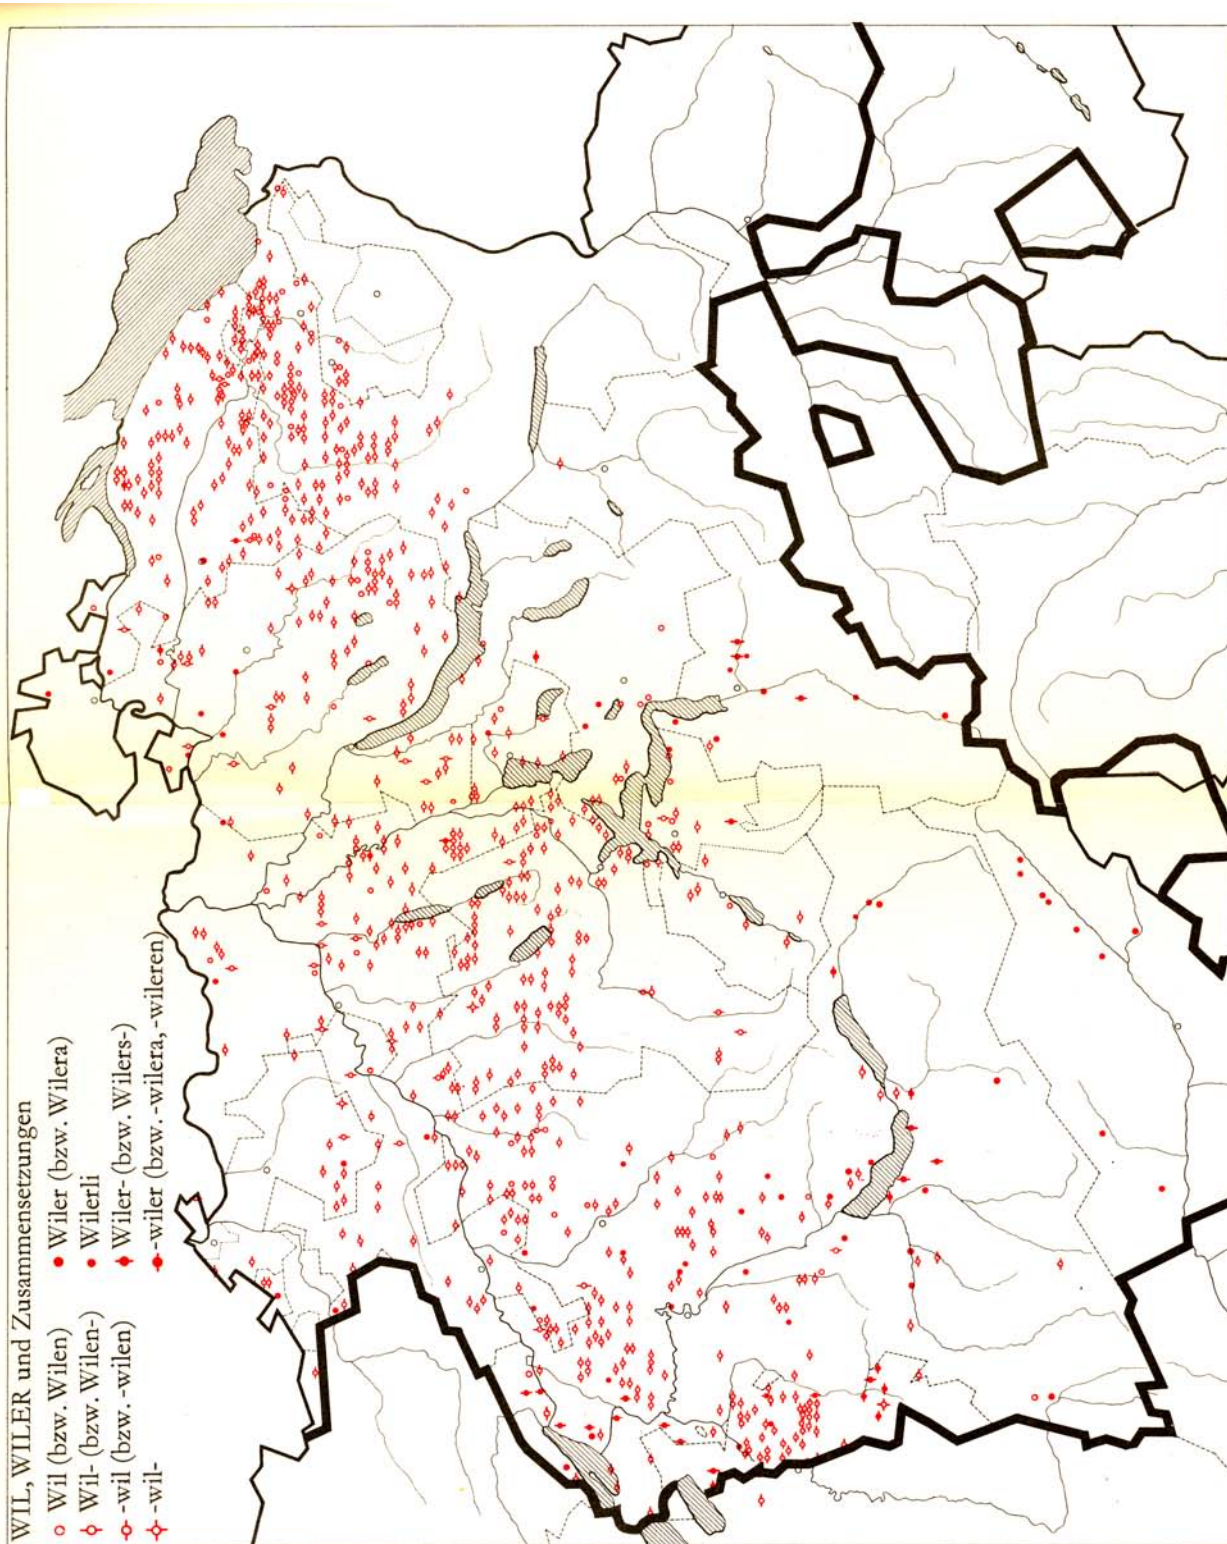 WIL, WILER und Zusammensetzungen
Wil (bzw. Wilen)
Wil- (bzw. Wilen-)
-wil (bzw. -wilen)
-wil-
Wiler (bzw. Wilera)
Wilerli
Wiler- (bzw. Wilers-)
-wiler (bzw. -wilera, -wileren)